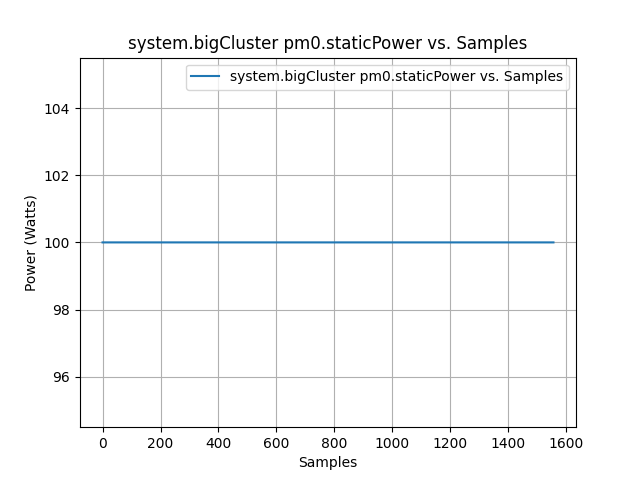 system.bigCluster pm0.staticPower vs. Samples
system.bigCluster pm0.staticPower vs. Samples
104
102
100
98
96
Power (Watts)
0 200 400 600 800 1000 1200 1400 1600
Samples